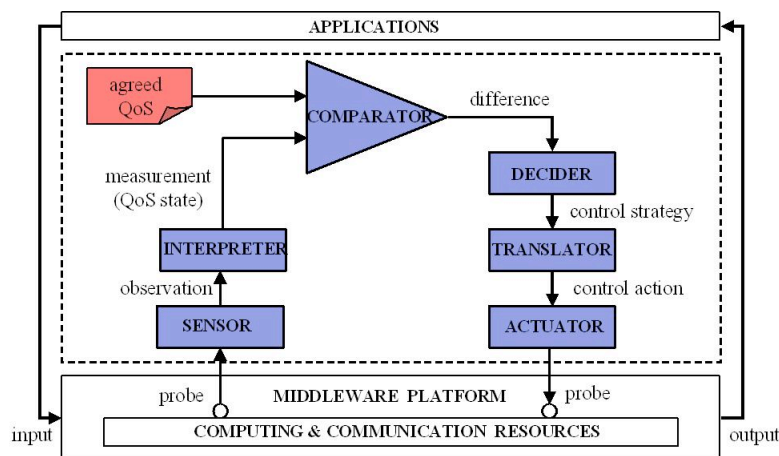 APPLICATIONS
agreed
QoS
COMPARATOR
difference
measurement
(QoS state)
DECIDER
control strategy
INTERPRETER
TRANSLATOR
observation
control action
SENSOR
ACTUATOR
probe
MIDDLEWARE PLATFORM
probe
input
COMPUTING & COMMUNICATION RESOURCES
output